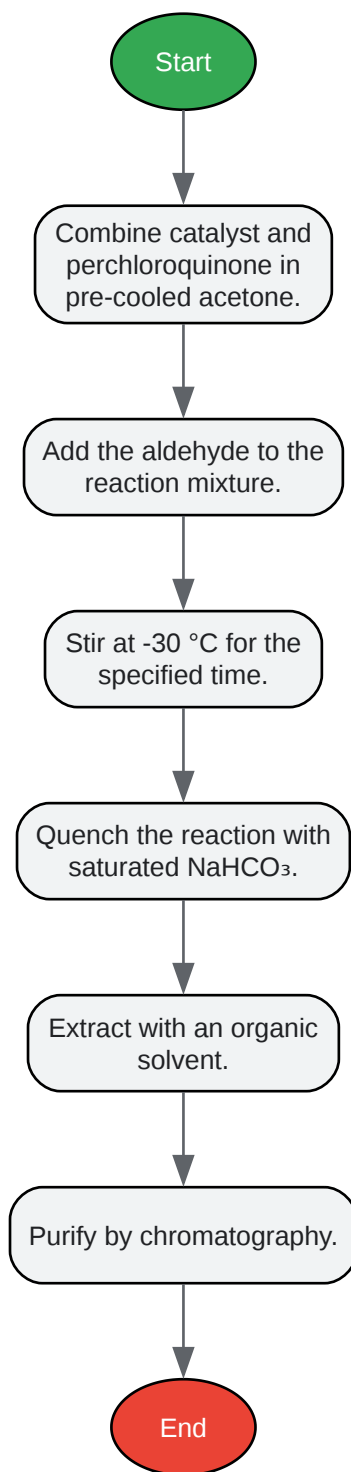 Start
Combine catalyst and
perchloroquinone in
pre-cooled acetone.
Add the aldehyde to the
reaction mixture.
Stir at -30 °C for the
specified time.
Quench the reaction with
saturated NaHCO₃.
Extract with an organic
solvent.
Purify by chromatography.
End